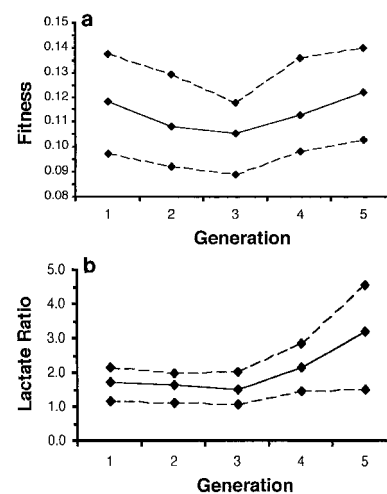 a
0.15
0.14
0.13
0.12
0.11
0.10
0.09
0.08
Fitness
1 2 3 4 5
Generation
b
5.0
4.0
3.0
2.0
1.0
0.0
Lactate Ratio
1 2 3 4 5
Generation